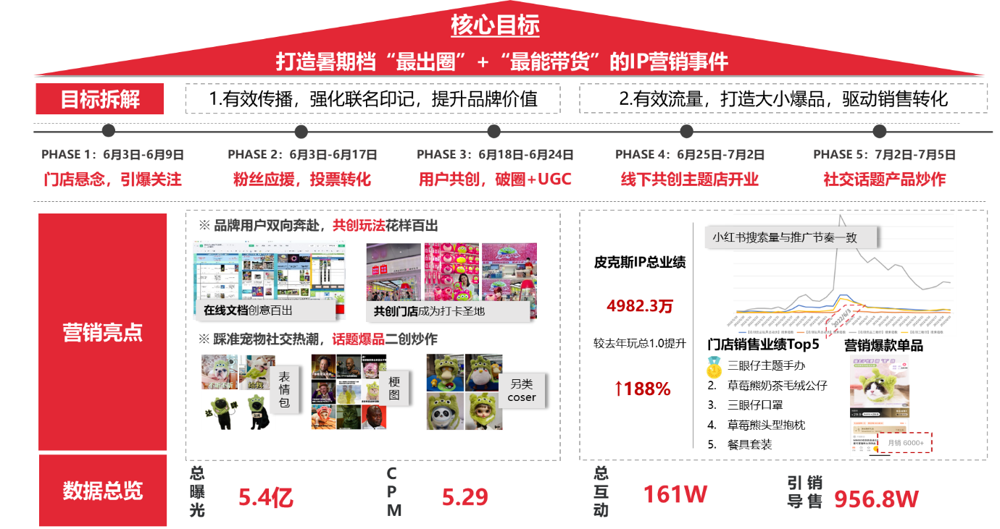 核心目标
打造暑期档“最出圈”+“最能带货”的IP营销事件
目标拆解
1.有效传播，强化联名印记，提升品牌价值
2.有效流量，打造大小爆品，驱动销售转化
PHASE 1：6月3日-6月9日
门店悬念，引爆关注
PHASE 2：6月3日-6月17日
粉丝应援，投票转化
PHASE 3：6月18日-6月24日
用户共创，破圈+UGC
PHASE 4：6月25日-7月2日
线下共创主题店开业
PHASE 5：7月2日-7月5日
社交话题产品炒作
营销亮点
※ 品牌用户双向奔赴，共创玩法花样百出
在线文档创意百出
共创门店成为打卡圣地
※ 踩准宠物社交热潮，话题爆品二创炒作
给我
达
咩
表情包
梗图
另类
coser
皮克斯IP总业绩
4982.3万
较去年玩总1.0提升
↑188%
小红书搜索量与推广节奏一致
2022/6/3
门店销售业绩Top5
三眼仔主题手办
2. 草莓熊奶茶毛绒公仔
3. 三眼仔口罩
4. 草莓熊头型抱枕
5. 餐具套装
营销爆款单品
月销 6000+
数据总览
总曝光
5.4亿
CPM
5.29
总互动
161W
引导销售
956.8W